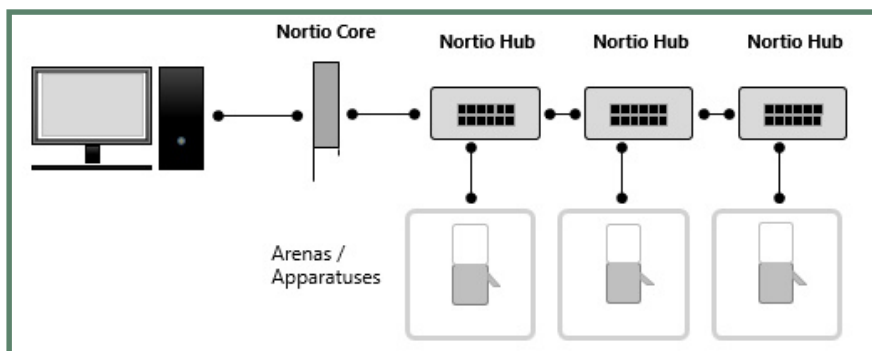 Nortio Core
Nortio Hub
Nortio Hub
Nortio Hub
Arenas /
Apparatuses